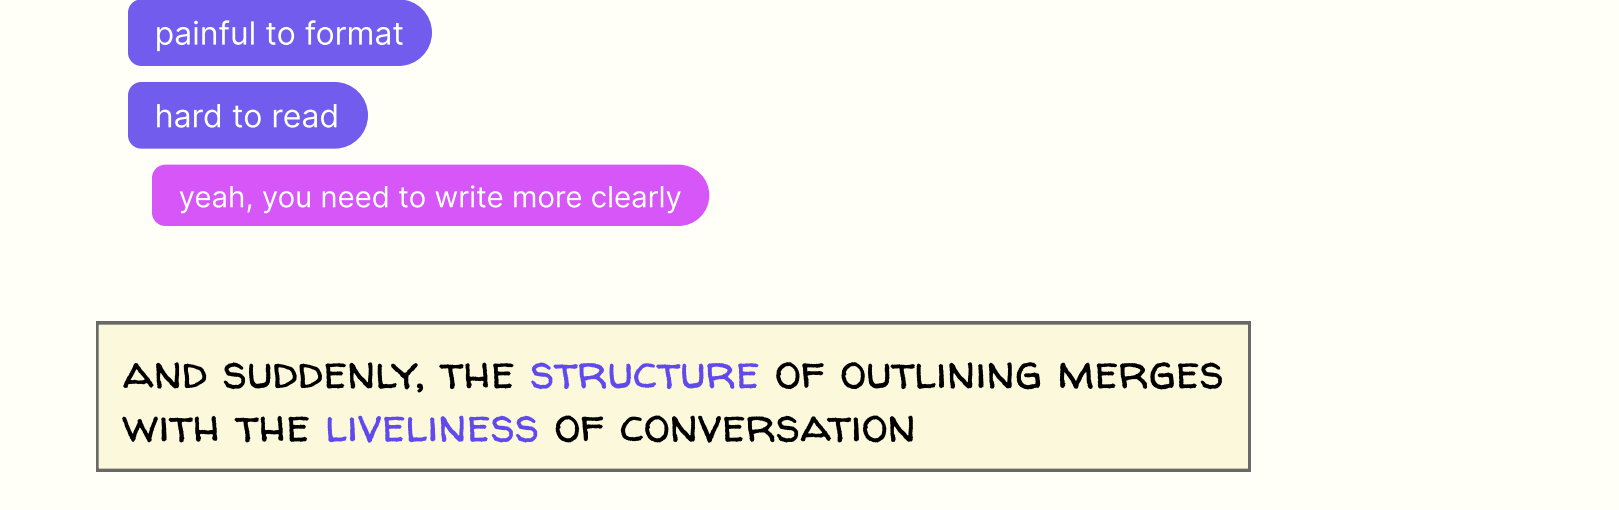 painful to format
hard to read
yeah, you need to write more clearly
AND SUDDENLY, THE STRUCTURE OF OUTLINING MERGES
WITH THE LIVELINESS OF CONVERSATION